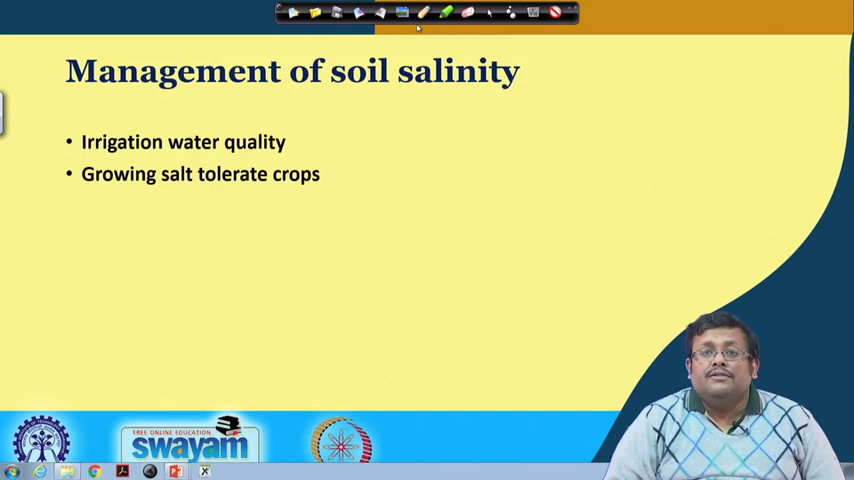 Management of soil salinity
• Irrigation water quality
• Growing salt tolerate crops
FREE ONLINE EDUCATION
swayam